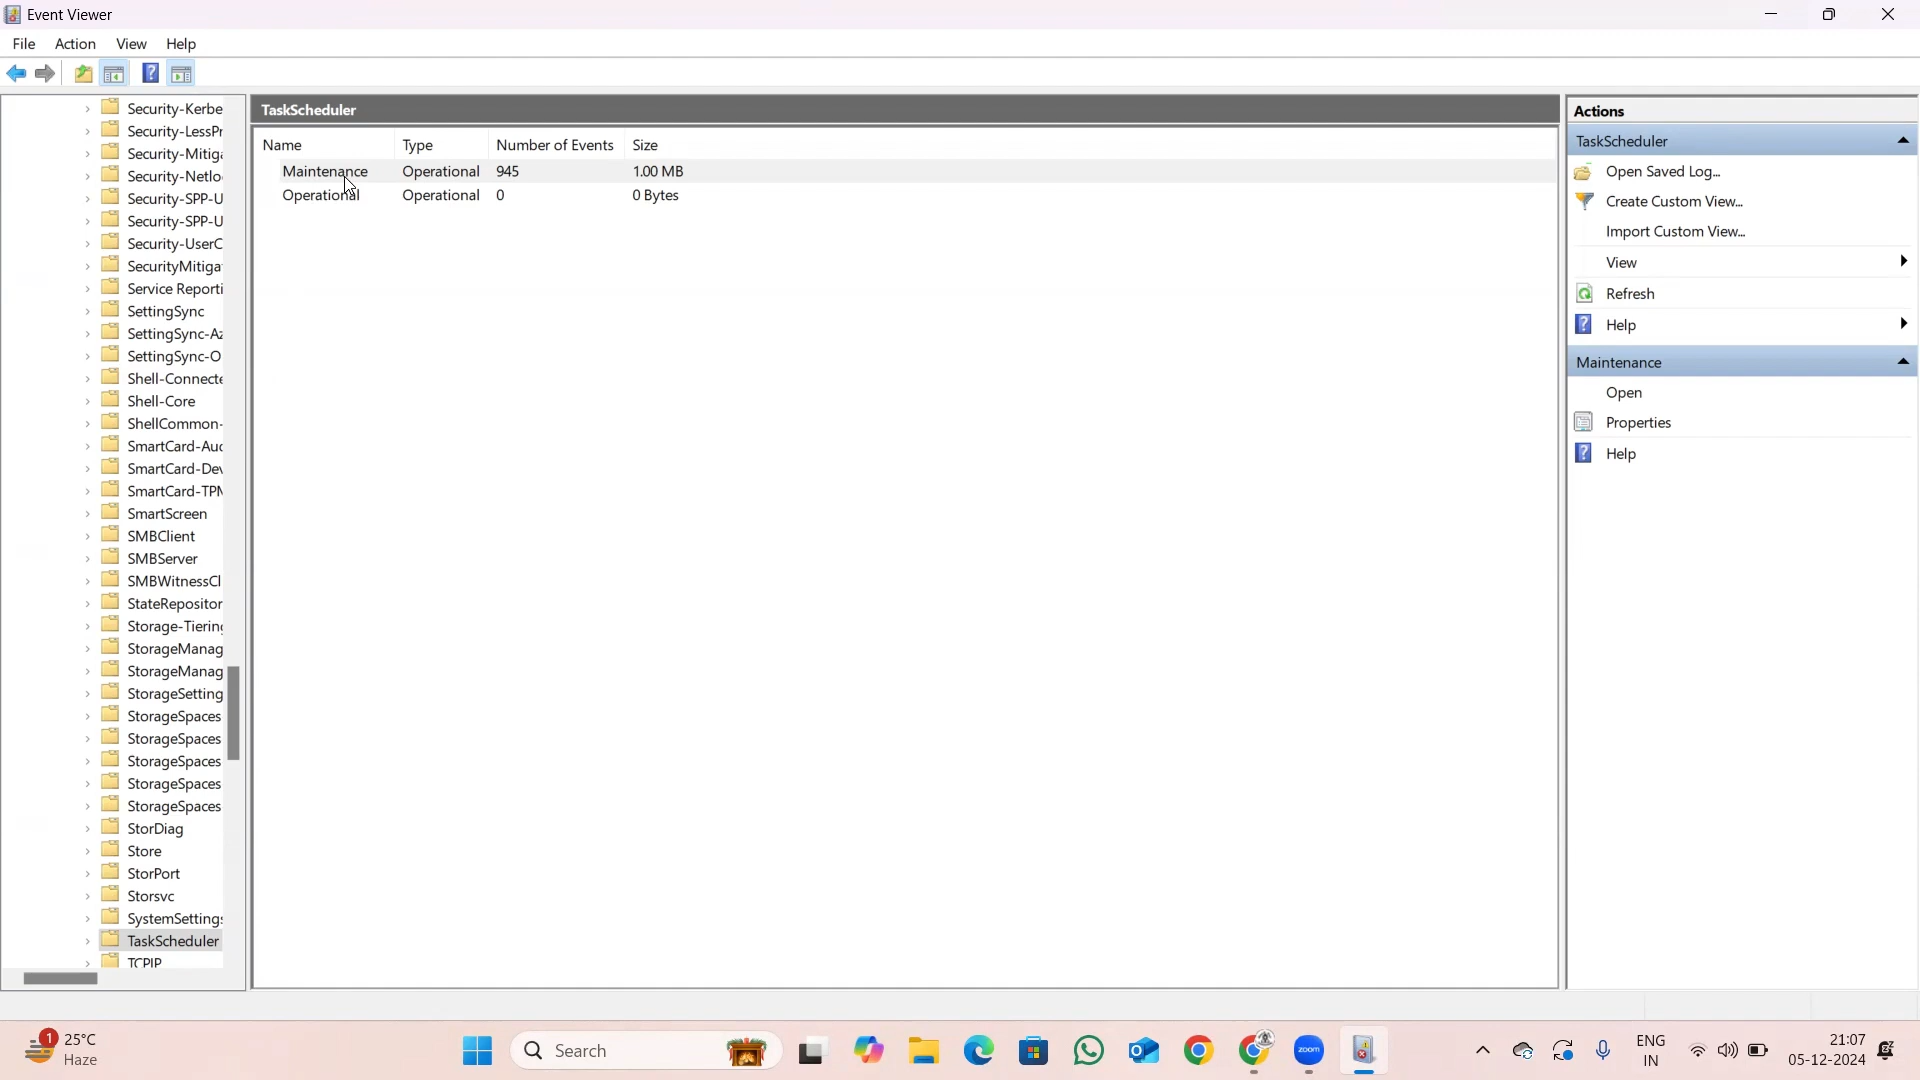 Event Viewer
File Action View Help
TaskScheduler
Actions
Security-Kerbe
Security-LessPr
Security-Mitiga
Security-Netlo
Security-SPP-U
Security-SPP-U
Security-UserC
SecurityMitiga
Service Reporti
SettingSync
SettingSync-Az
SettingSync-O
Shell-Connecte
Shell-Core
ShellCommon-
SmartCard-Auc
SmartCard-Dev
SmartCard-TPM
SmartScreen
SMBClient
SMBServer
SMBWitnessCl
StateRepositor
Storage-Tiering
StorageManag
StorageManag
StorageSetting
StorageSpaces
StorageSpaces
StorageSpaces
StorageSpaces
StorageSpaces
StorDiag
Store
StorPort
Storsvc
SystemSettings
TaskScheduler
TCPIP
Name Type Number of Events Size
Maintenance Operational 945 1.00 MB
Operational Operational 0 0 Bytes
TaskScheduler
Open Saved Log...
Create Custom View...
Import Custom View...
View
Refresh
Help
Maintenance
Open
Properties
Help
1
25°C
Haze
Search
zoom
ENG
IN
21:07
05-12-2024